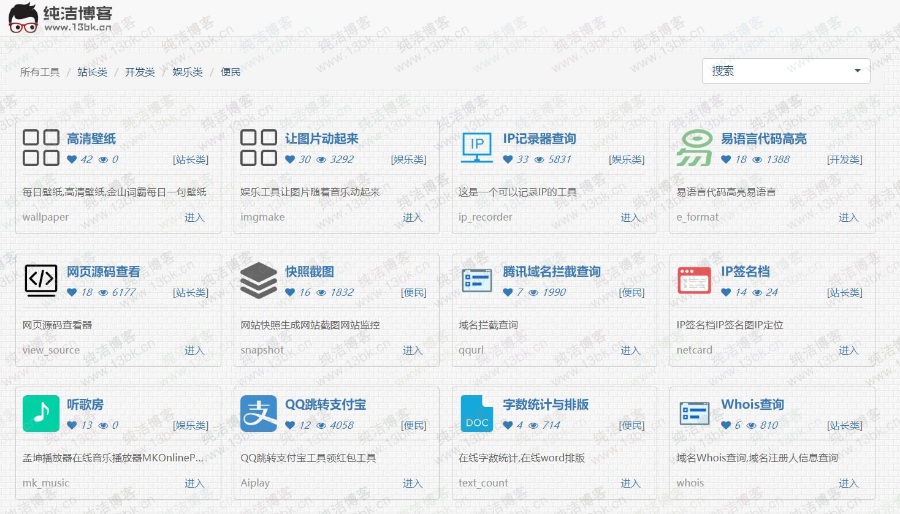 纯洁博客
www.13bk.cn
所有工具 / 站长类 / 开发类 / 娱乐类 / 便民
搜索
高清壁纸
42 0 [站长类]
每日壁纸,高清壁纸,金山词霸每日一句壁纸
wallpaper 进入
让图片动起来
30 3292 [娱乐类]
娱乐工具让图片随着音乐动起来
imgmake 进入
IP
IP记录器查询
33 5831 [娱乐类]
这是一个可以记录IP的工具
ip_recorder 进入
易语言代码高亮
18 1388 [开发类]
易语言代码高亮易语言
e_format 进入
网页源码查看
18 6177 [站长类]
网页源码查看器
view_source 进入
快照截图
16 1832 [便民]
网站快照生成网站截图网站监控
snapshot 进入
腾讯域名拦截查询
7 1990 [便民]
域名拦截查询
qqurl 进入
IP签名档
14 24 [站长类]
IP签名档IP签名图IP定位
netcard 进入
听歌房
13 0 [娱乐类]
孟坤播放器在线音乐播放器MKOnlineP...
mk_music 进入
支
QQ跳转支付宝
12 4058 [便民]
QQ跳转支付宝工具领红包工具
Aiplay 进入
DOC
字数统计与排版
4 714 [便民]
在线字数统计,在线word排版
text_count 进入
Whois查询
6 810 [站长类]
域名Whois查询,域名注册人信息查询
whois 进入